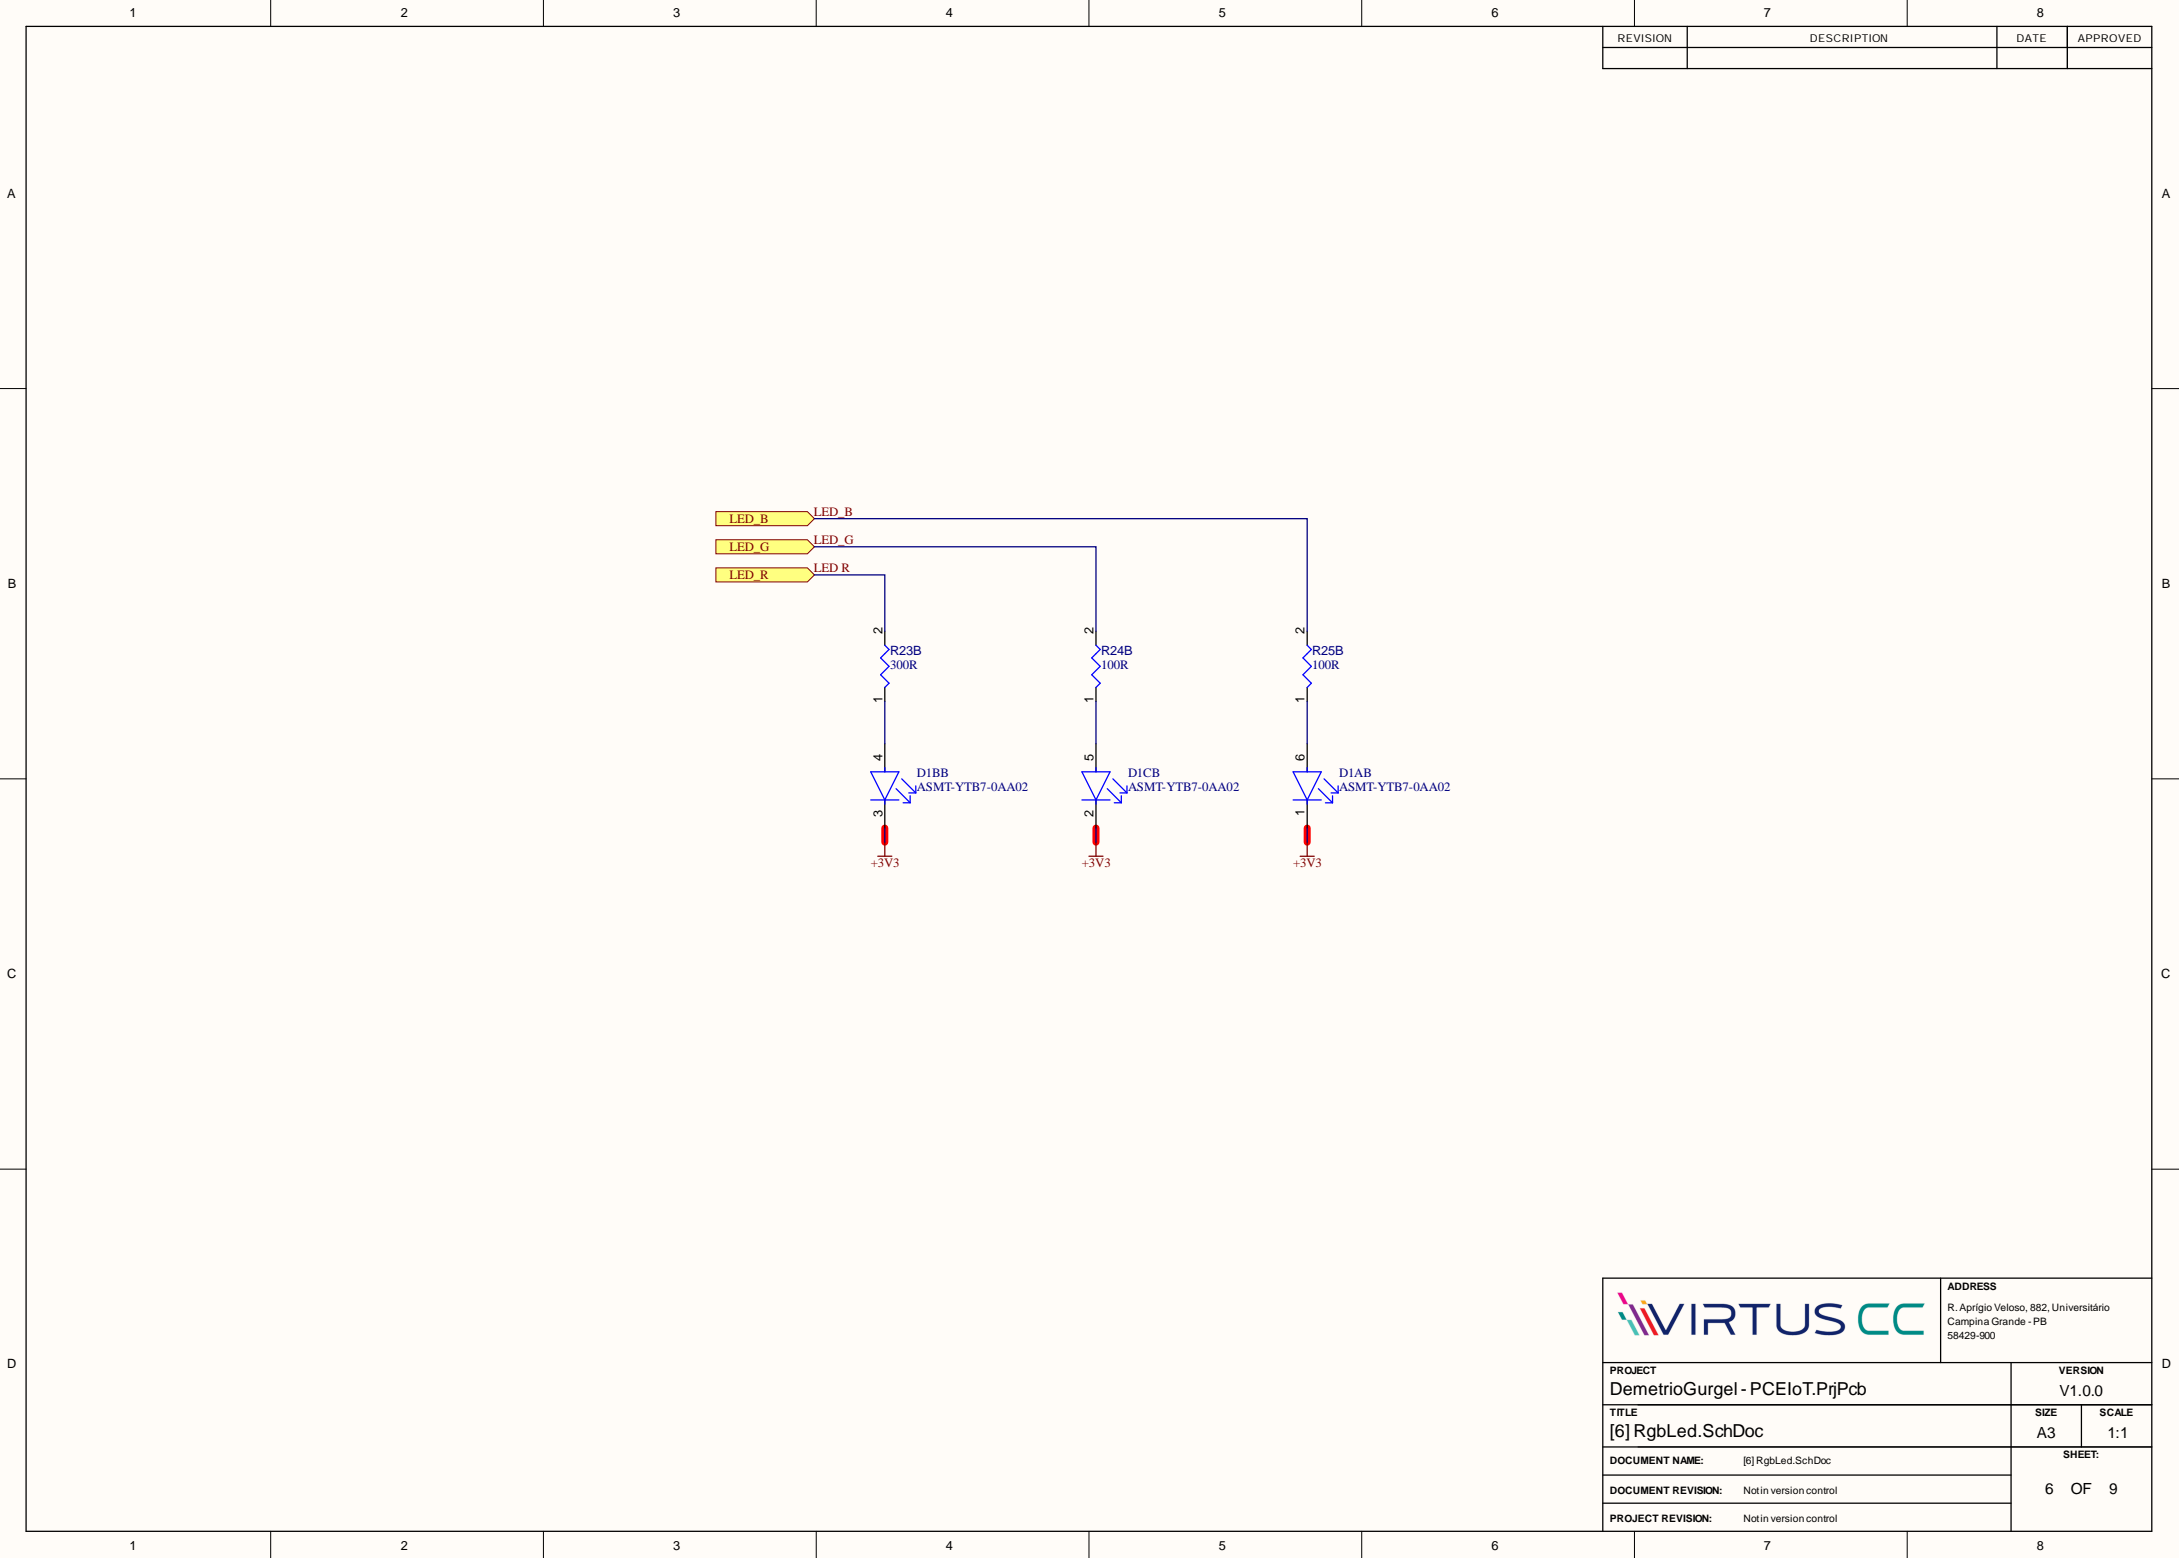 1 2 3 4 5 6 7 8
REVISION DESCRIPTION DATE APPROVED
A A
LED_B LED_B
LED_G LED_G
LED_R LED R
B B
2 2 2
R23B R24B R25B
300R 100R 100R
1 1 1
4 5 6
D1BB D1CB D1AB
ASMT-YTB7-0AA02 ASMT-YTB7-0AA02 ASMT-YTB7-0AA02
3 2 1
+3V3 +3V3 +3V3
C C
VIRTUS CC
ADDRESS
R. Aprígio Veloso, 882, Universitário
Campina Grande - PB
58429-900
D D
PROJECT
DemetrioGurgel - PCEIoT.PrjPcb
VERSION
V1.0.0
TITLE
[6] RgbLed.SchDoc
SIZE SCALE
A3 1:1
DOCUMENT NAME: [6] RgbLed.SchDoc
SHEET:
6 OF 9
DOCUMENT REVISION: Not in version control
PROJECT REVISION: Not in version control
1 2 3 4 5 6 7 8